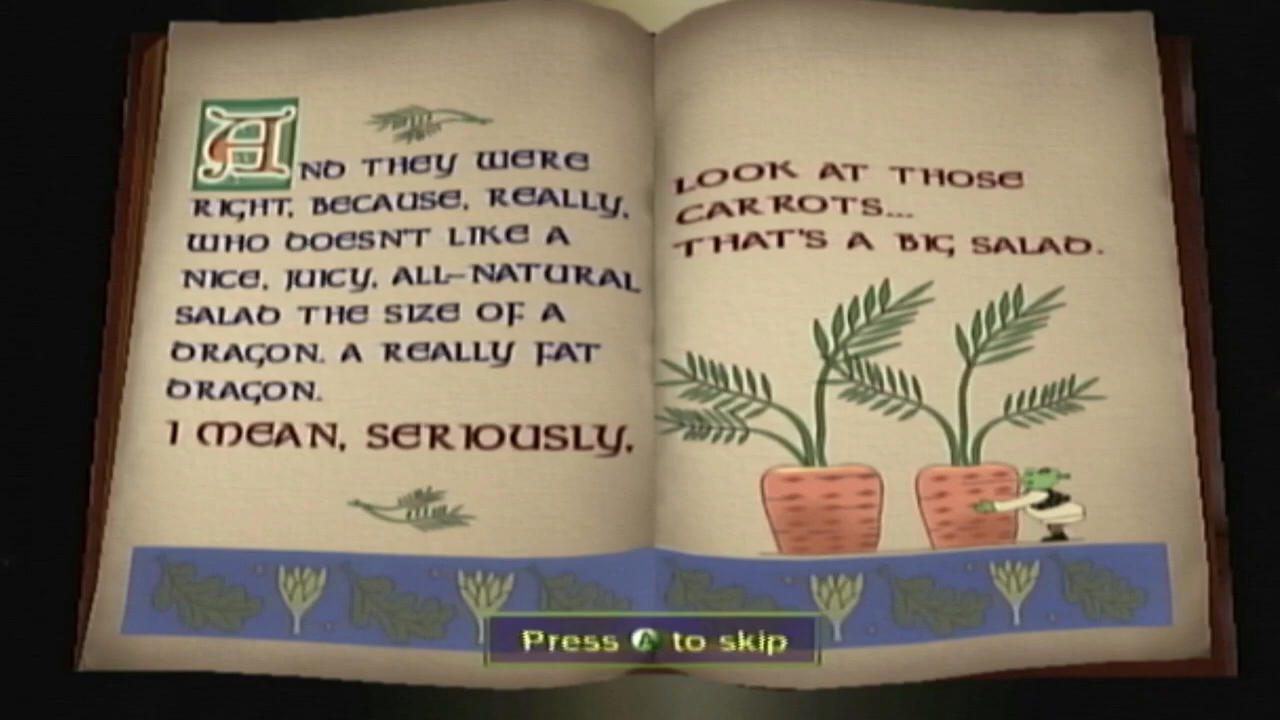 AND THEY WERE
RIGHT, BECAUSE, REALLY,
WHO DOESN'T LIKE A
NICE, JUICY, ALL-NATURAL
SALAD THE SIZE OF A
DRAGON. A REALLY FAT
DRAGON.
I MEAN, SERIOUSLY,
LOOK AT THOSE
CARROTS...
THAT'S A BIG SALAD.
Press A to skip